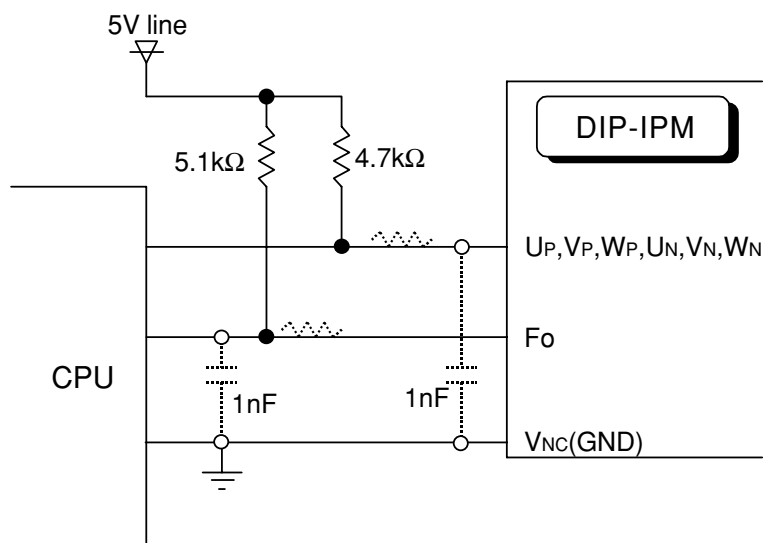 5V line
DIP-IPM
5.1kΩ
4.7kΩ
UP,VP,WP,UN,VN,WN
Fo
CPU
1nF
1nF
VNC(GND)